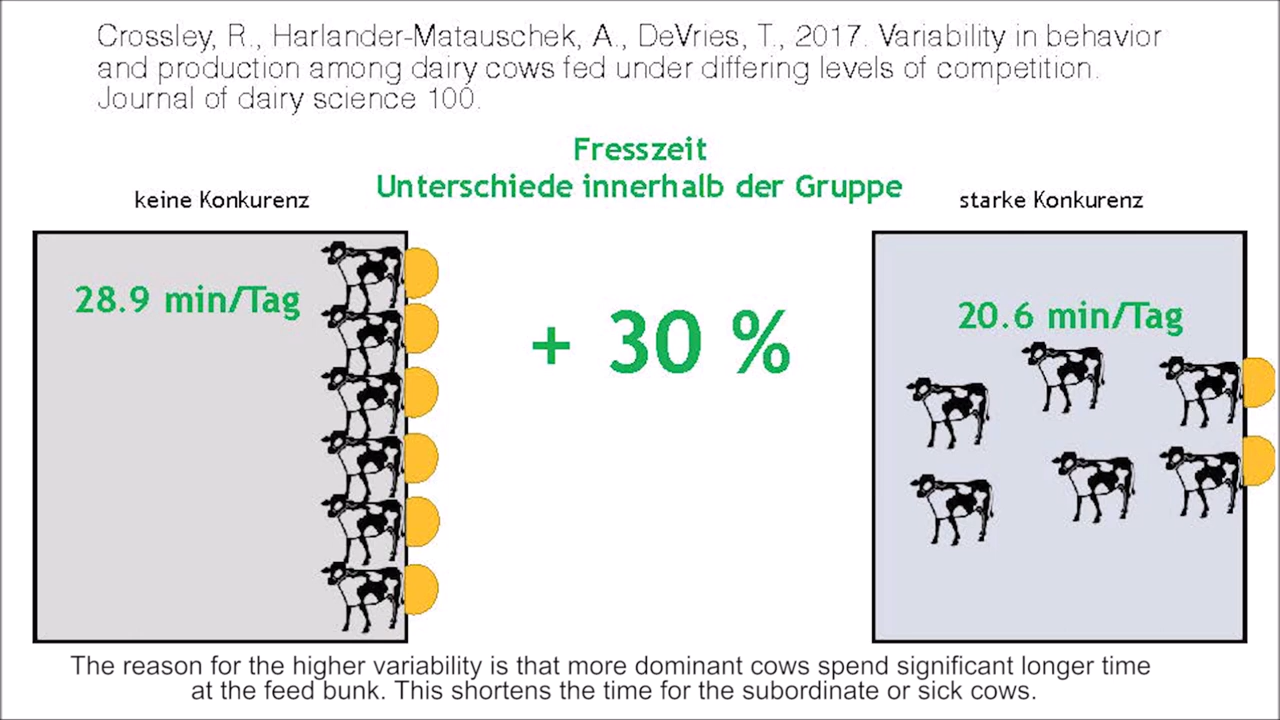 Crossley, R., Harlander-Matauschek, A., DeVries, T., 2017. Variability in behavior
and production among dairy cows fed under differing levels of competition.
Journal of dairy science 100.
Fresszeit
Unterschiede innerhalb der Gruppe
keine Konkurenz
starke Konkurenz
28.9 min/Tag
+ 30 %
20.6 min/Tag
The reason for the higher variability is that more dominant cows spend significant longer time
at the feed bunk. This shortens the time for the subordinate or sick cows.